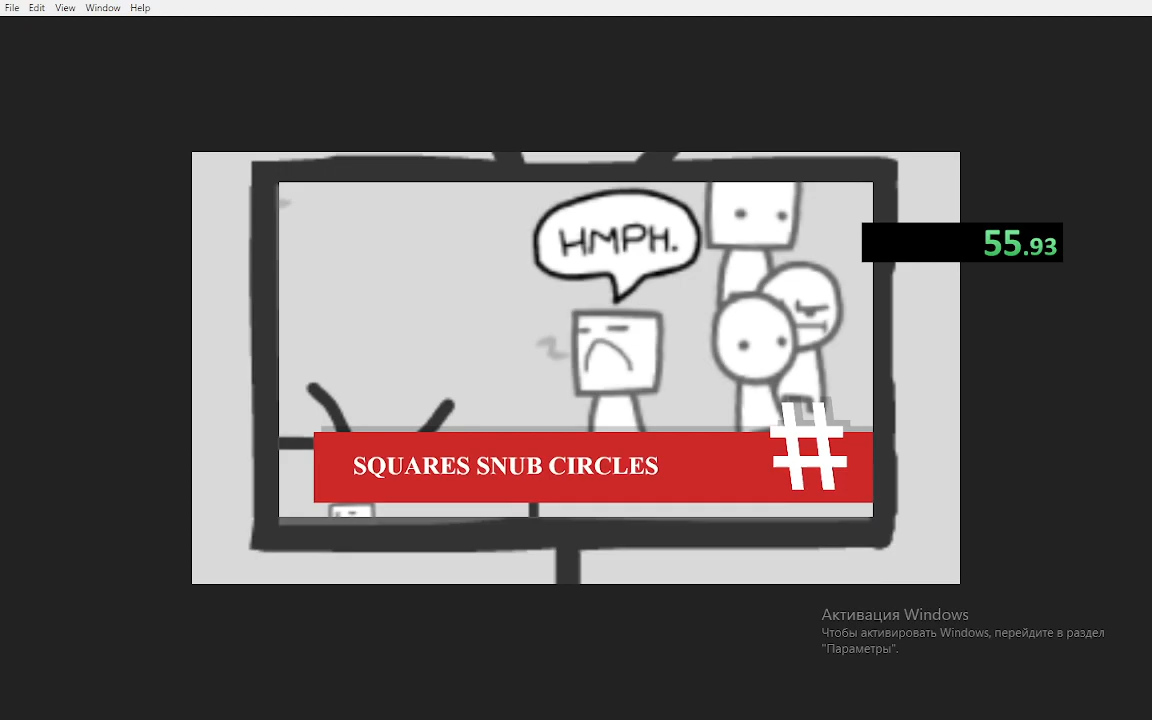 File Edit View Window Help
HMPH.
55.93
SQUARES SNUB CIRCLES
#
Активация Windows
Чтобы активировать Windows, перейдите в раздел
"Параметры".